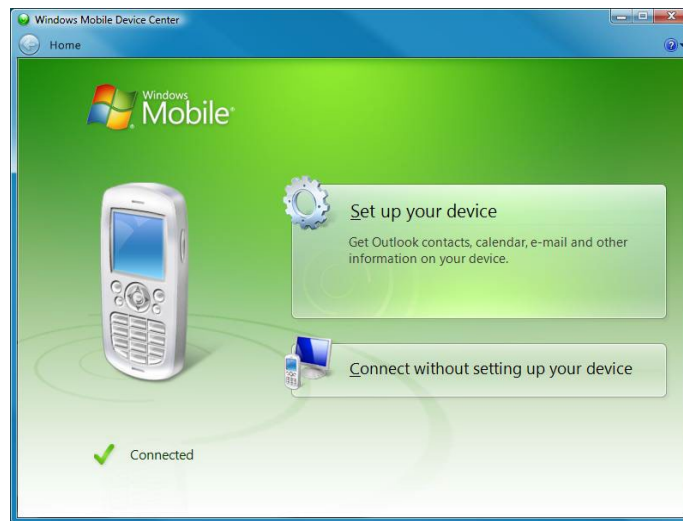 Windows Mobile Device Center
Home
Windows
Mobile
Set up your device
Get Outlook contacts, calendar, e-mail and other
information on your device.
Connect without setting up your device
Connected